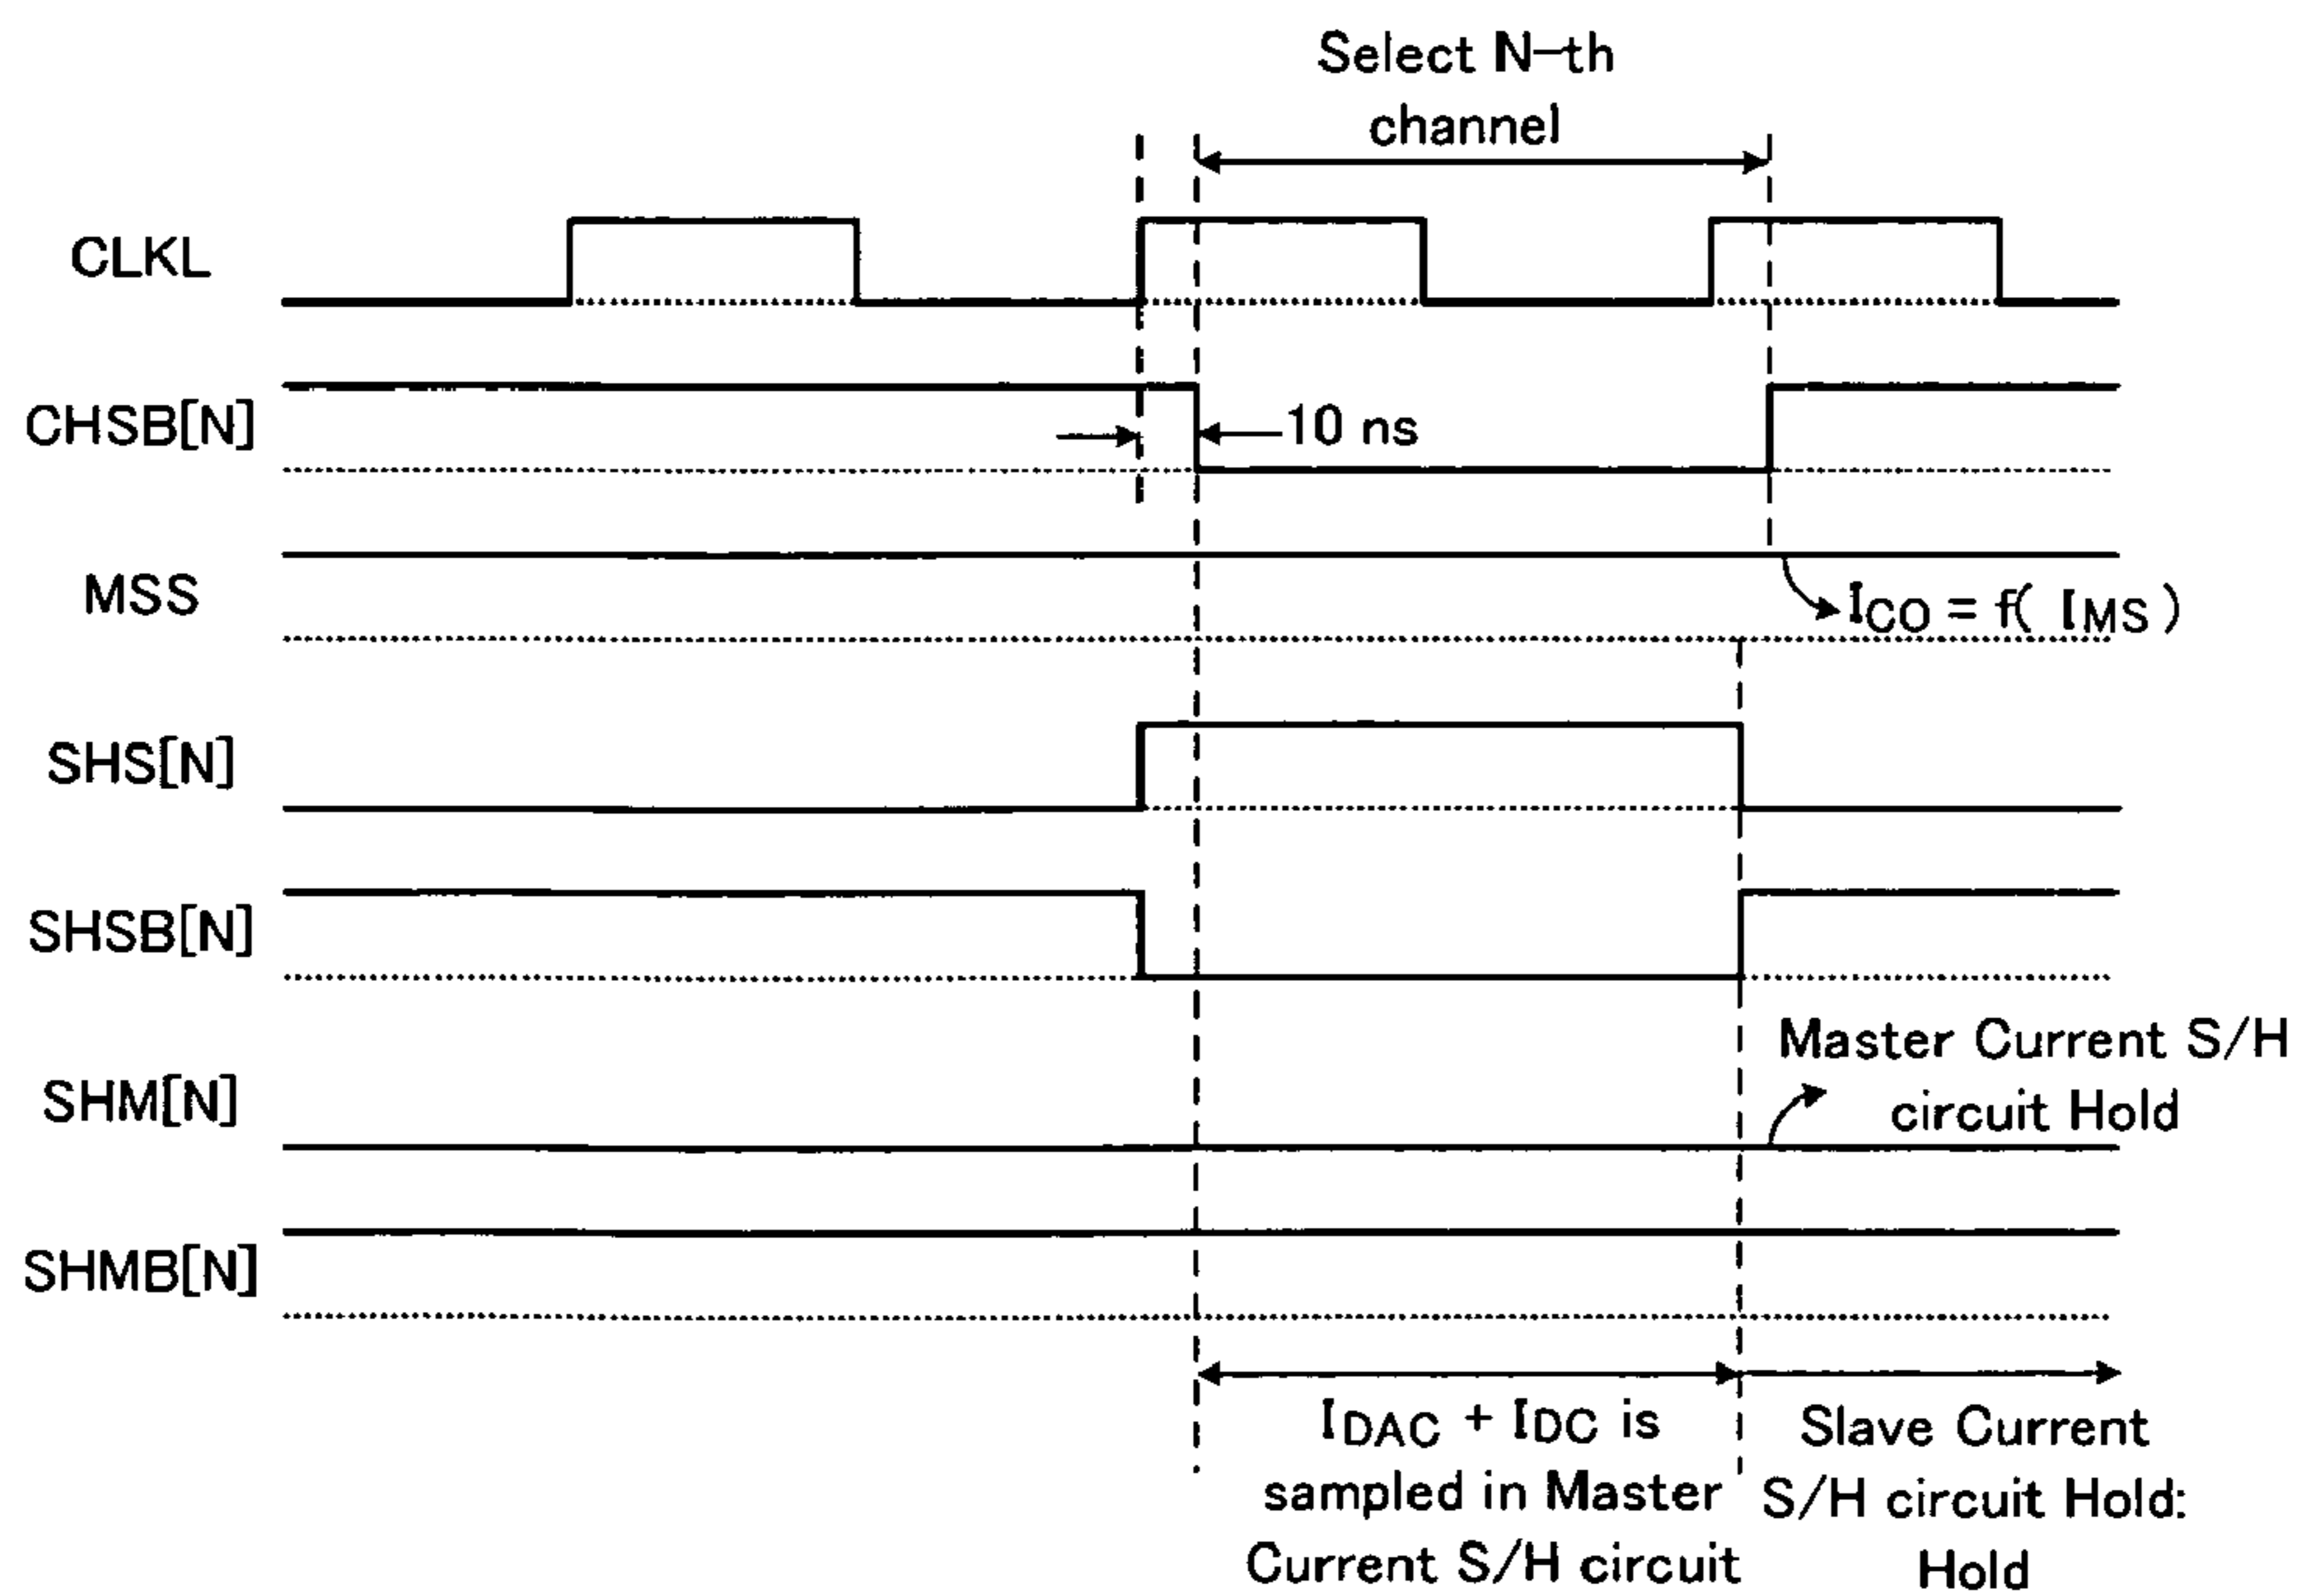 Select N-th
channel
CLKL
CHSB[N]
10 ns
MSS
ICO = f( IMS )
SHS[N]
SHSB[N]
Master Current S/H
circuit Hold
SHM[N]
SHMB[N]
IDAC + IDC is
sampled in Master
Current S/H circuit
Slave Current
S/H circuit Hold:
Hold